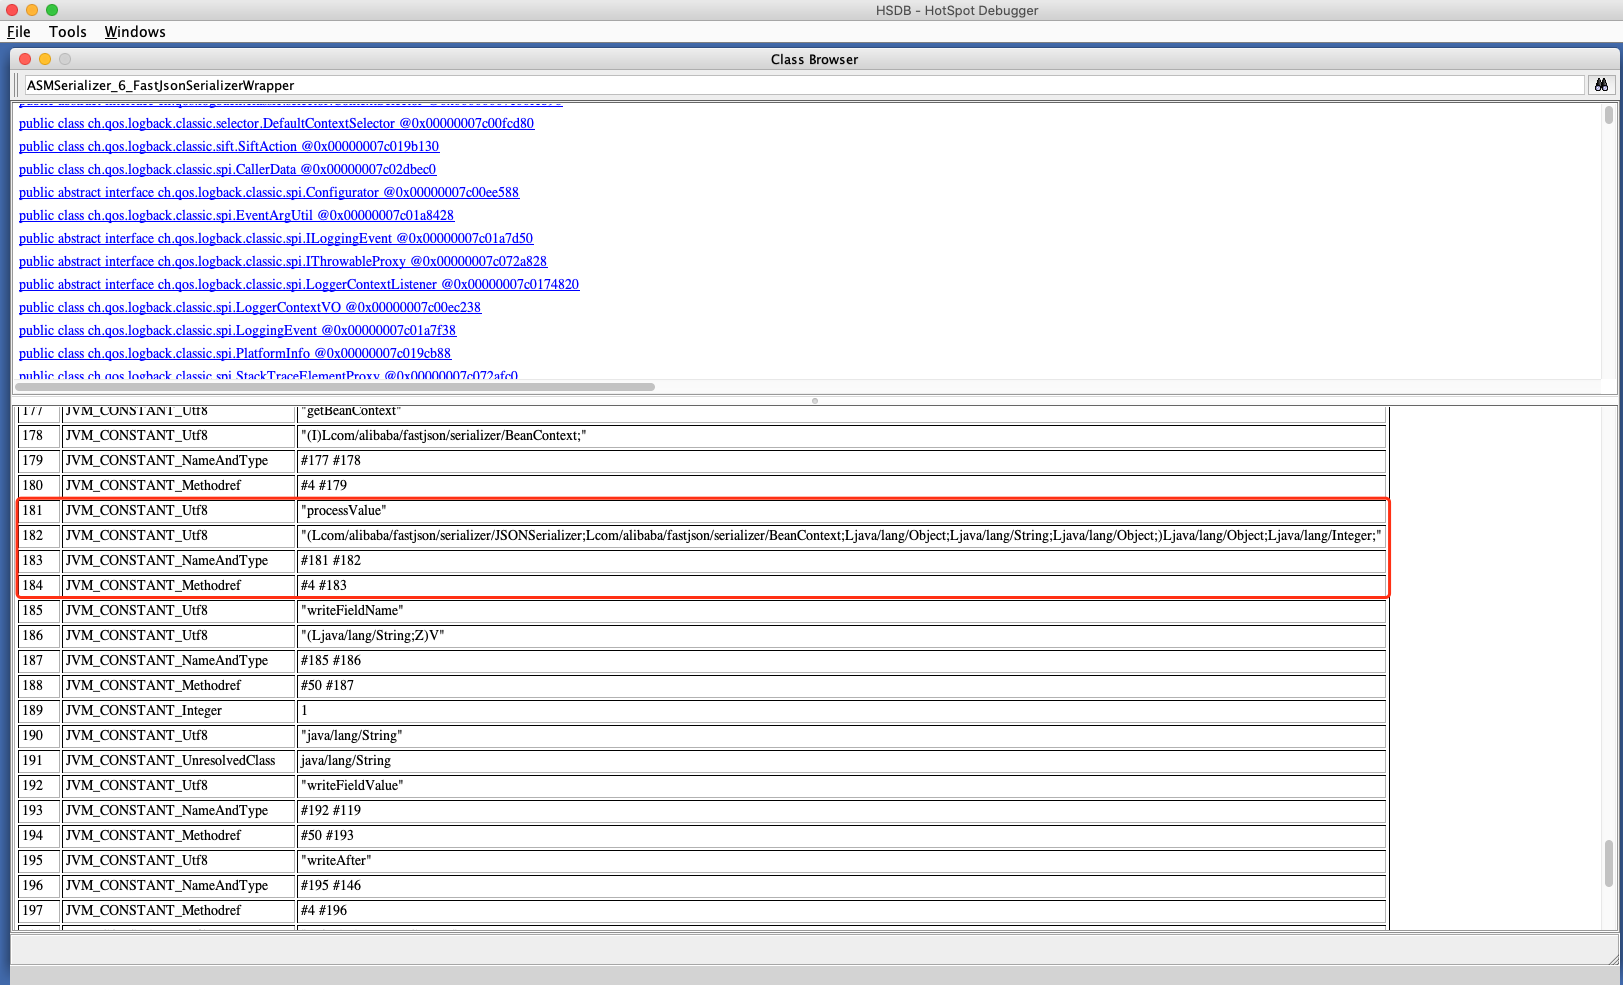 HSDB - HotSpot Debugger
File Tools Windows
Class Browser
ASMSerializer_6_FastJsonSerializerWrapper
public class ch.qos.logback.classic.selector.DefaultContextSelector @0x00000007c00fcd80
public class ch.qos.logback.classic.sift.SiftAction @0x00000007c019b130
public class ch.qos.logback.classic.spi.CallerData @0x00000007c02dbec0
public abstract interface ch.qos.logback.classic.spi.Configurator @0x00000007c00ee588
public class ch.qos.logback.classic.spi.EventArgUtil @0x00000007c01a8428
public abstract interface ch.qos.logback.classic.spi.ILoggingEvent @0x00000007c01a7d50
public abstract interface ch.qos.logback.classic.spi.IThrowableProxy @0x00000007c072a828
public abstract interface ch.qos.logback.classic.spi.LoggerContextListener @0x00000007c0174820
public class ch.qos.logback.classic.spi.LoggerContextVO @0x00000007c00ec238
public class ch.qos.logback.classic.spi.LoggingEvent @0x00000007c01a7f38
public class ch.qos.logback.classic.spi.PlatformInfo @0x00000007c019cb88
public class ch.qos.logback.classic.spi.StackTraceElementProxy @0x00000007c072afc0
177 JVM_CONSTANT_Utf8 "getBeanContext"
178 JVM_CONSTANT_Utf8 "(I)Lcom/alibaba/fastjson/serializer/BeanContext;"
179 JVM_CONSTANT_NameAndType #177 #178
180 JVM_CONSTANT_Methodref #4 #179
181 JVM_CONSTANT_Utf8 "processValue"
182 JVM_CONSTANT_Utf8 "(Lcom/alibaba/fastjson/serializer/JSONSerializer;Lcom/alibaba/fastjson/serializer/BeanContext;Ljava/lang/Object;Ljava/lang/String;Ljava/lang/Object;)Ljava/lang/Object;Ljava/lang/Integer;"
183 JVM_CONSTANT_NameAndType #181 #182
184 JVM_CONSTANT_Methodref #4 #183
185 JVM_CONSTANT_Utf8 "writeFieldName"
186 JVM_CONSTANT_Utf8 "(Ljava/lang/String;Z)V"
187 JVM_CONSTANT_NameAndType #185 #186
188 JVM_CONSTANT_Methodref #50 #187
189 JVM_CONSTANT_Integer 1
190 JVM_CONSTANT_Utf8 "java/lang/String"
191 JVM_CONSTANT_UnresolvedClass java/lang/String
192 JVM_CONSTANT_Utf8 "writeFieldValue"
193 JVM_CONSTANT_NameAndType #192 #119
194 JVM_CONSTANT_Methodref #50 #193
195 JVM_CONSTANT_Utf8 "writeAfter"
196 JVM_CONSTANT_NameAndType #195 #146
197 JVM_CONSTANT_Methodref #4 #196